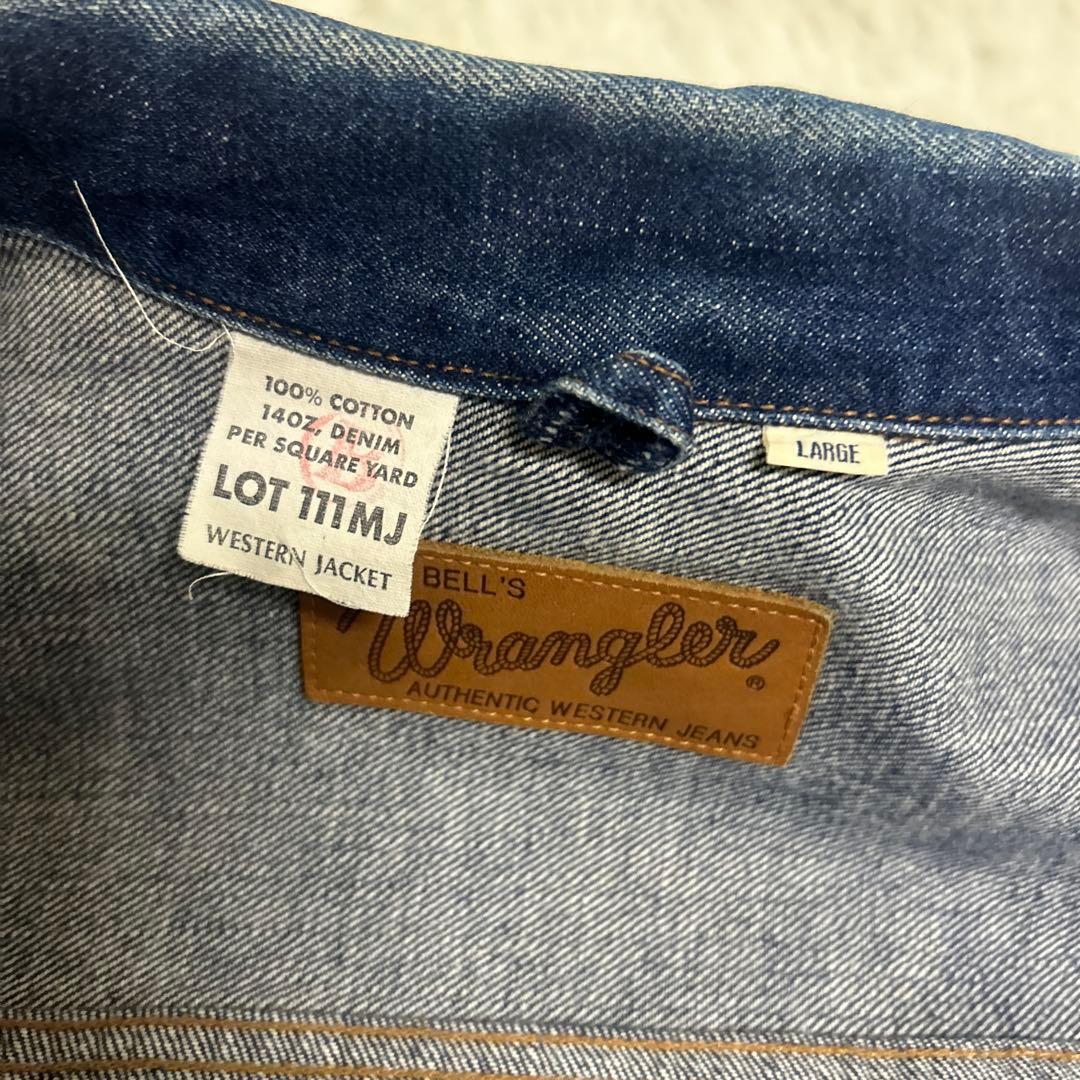 100% COTTON
14OZ, DENIM
PER SQUARE YARD
LOT 111MJ
WESTERN JACKET
LARGE
BELL'S
Wrangler
®
AUTHENTIC WESTERN JEANS